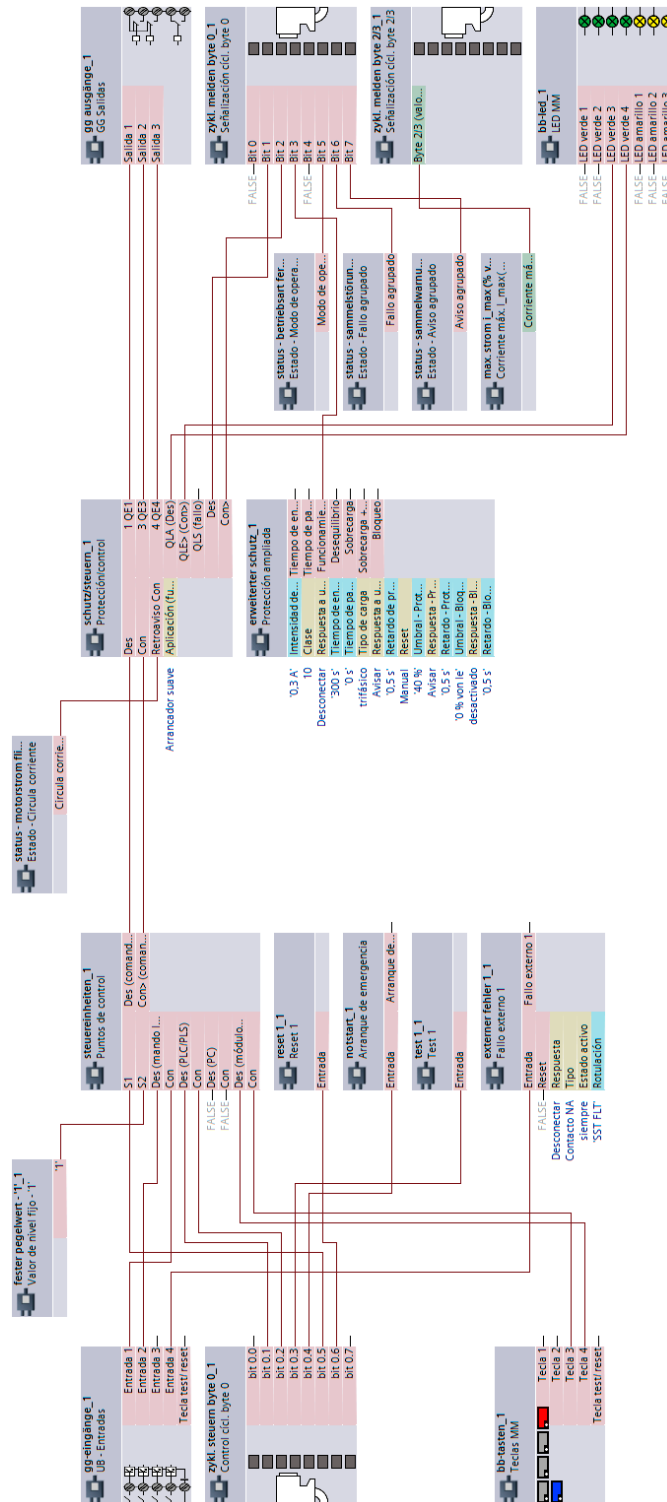 gg-eingänge_1
UB - Entradas
Entrada 1
Entrada 2
Entrada 3
Entrada 4
Tecla test/ reset
zykl. steuern byte 0_1
Control cícl. byte 0
bit 0.0
bit 0.1
bit 0.2
bit 0.3
bit 0.4
bit 0.5
bit 0.6
bit 0.7
bb-tasten_1
Teclas MM
Tecla 1
Tecla 2
Tecla 3
Tecla 4
Tecla test/ reset
fester pegelwert - '1'_1
Valor de nivel fijo - '1'
'1'
steuereinheiten_1
Puntos de control
S1
S2
Des (mando l...
Con
Des (PLC/PLS)
Con
FALSE
Des (PC)
FALSE
Con
Des (módulo...
Con
Des (comand...
Con> (coman...
reset 1_1
Reset 1
Entrada
notstart_1
Arranque de emergencia
Entrada
Arranque de...
test 1_1
Test 1
Entrada
externer fehler 1_1
Fallo externo 1
Entrada
Fallo externo 1
FALSE
Reset
Desconectar
Respuesta
Contacto NA
Tipo
siempre
Estado activo
'SST FLT'
Rotulación
status - motorstrom fli...
Estado - Circula corriente
Circula corrie...
schutz/steuern_1
Protección/control
Des
Con
Retroaviso Con
Arrancador suave
Aplicación (fu...
1 QE1
3 QE3
4 QE4
QLA (Des)
QLE> (Con>)
QLS (fallo)
Des
Con>
erweiterter schutz_1
Protección ampliada
'0,3 A'
Intensidad de...
10
Clase
Desconectar
Respuesta a u...
'300 s'
Tiempo de en...
'0 s'
Tiempo de pa...
trifásico
Tipo de carga
Avisar
Respuesta a u...
'0,5 s'
Retardo de pr...
Manual
Reset
'40 %'
Umbral - Prot...
Avisar
Respuesta - Pr...
'0,5 s'
Retardo - Prot...
'0 % von Ie'
Umbral - Bloq...
desactivado
Respuesta - Bl...
'0,5 s'
Retardo - Blo...
Tiempo de en...
Tiempo de pa...
Funcionamie...
Desequilibrio
Sobrecarga
Sobrecarga +...
Bloqueo
status - betriebsart fer...
Estado - Modo de opera...
Modo de ope...
status - sammelstörun...
Estado - Fallo agrupado
Fallo agrupado
status - sammelwarnu...
Estado - Aviso agrupado
Aviso agrupado
max. strom i_max (% v...
Corriente máx. I_max (...
Corriente má...
gg ausgänge_1
GG Salidas
Salida 1
Salida 2
Salida 3
zykl. melden byte 0_1
Señalización cícl. byte 0
FALSE
Bit 0
Bit 1
Bit 2
Bit 3
FALSE
Bit 4
Bit 5
Bit 6
Bit 7
zykl. melden byte 2/3_1
Señalización cícl. byte 2/3
Byte 2/3 (valo...
bb-led_1
LED MM
FALSE
LED verde 1
FALSE
LED verde 2
LED verde 3
LED verde 4
FALSE
LED amarillo 1
FALSE
LED amarillo 2
FALSE
LED amarillo 3